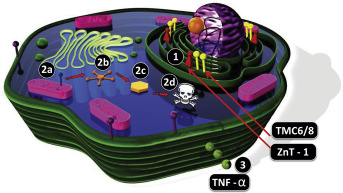 1
2a
2b
2c
2d
TMC6/8
ZnT - 1
3
TNF - α